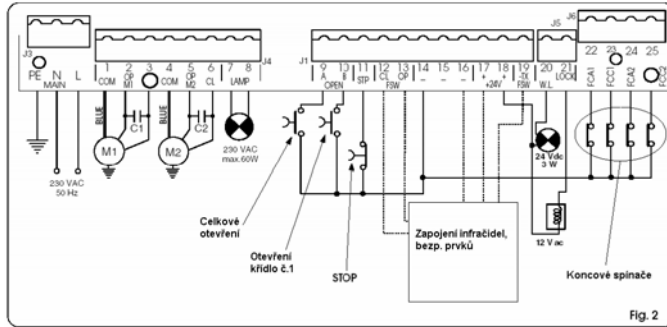 J3
PE N L
MAIN
1 2 3 4 5 6 7 8
COM OP CL COM OP CL LAMP
M1 M2
J4
J1
9 10 11 12 13 14 15 16 17 18 19
A B STP CL OP – – – + + -TX
OPEN FSW +24V FSW
J5
20 21
W.L. LOCK
J6
22 23 24 25
FCA1 FCC1 FCA2 FCC2
BLUE
BLUE
C1
C2
M1
M2
230 VAC
50 Hz
230 VAC
max.60W
24 Vdc
3 W
12 V ac
Celkové
otevření
Otevření
křídlo č.1
STOP
Zapojení infračidel,
bezp. prvků
Koncové spínače
Fig. 2